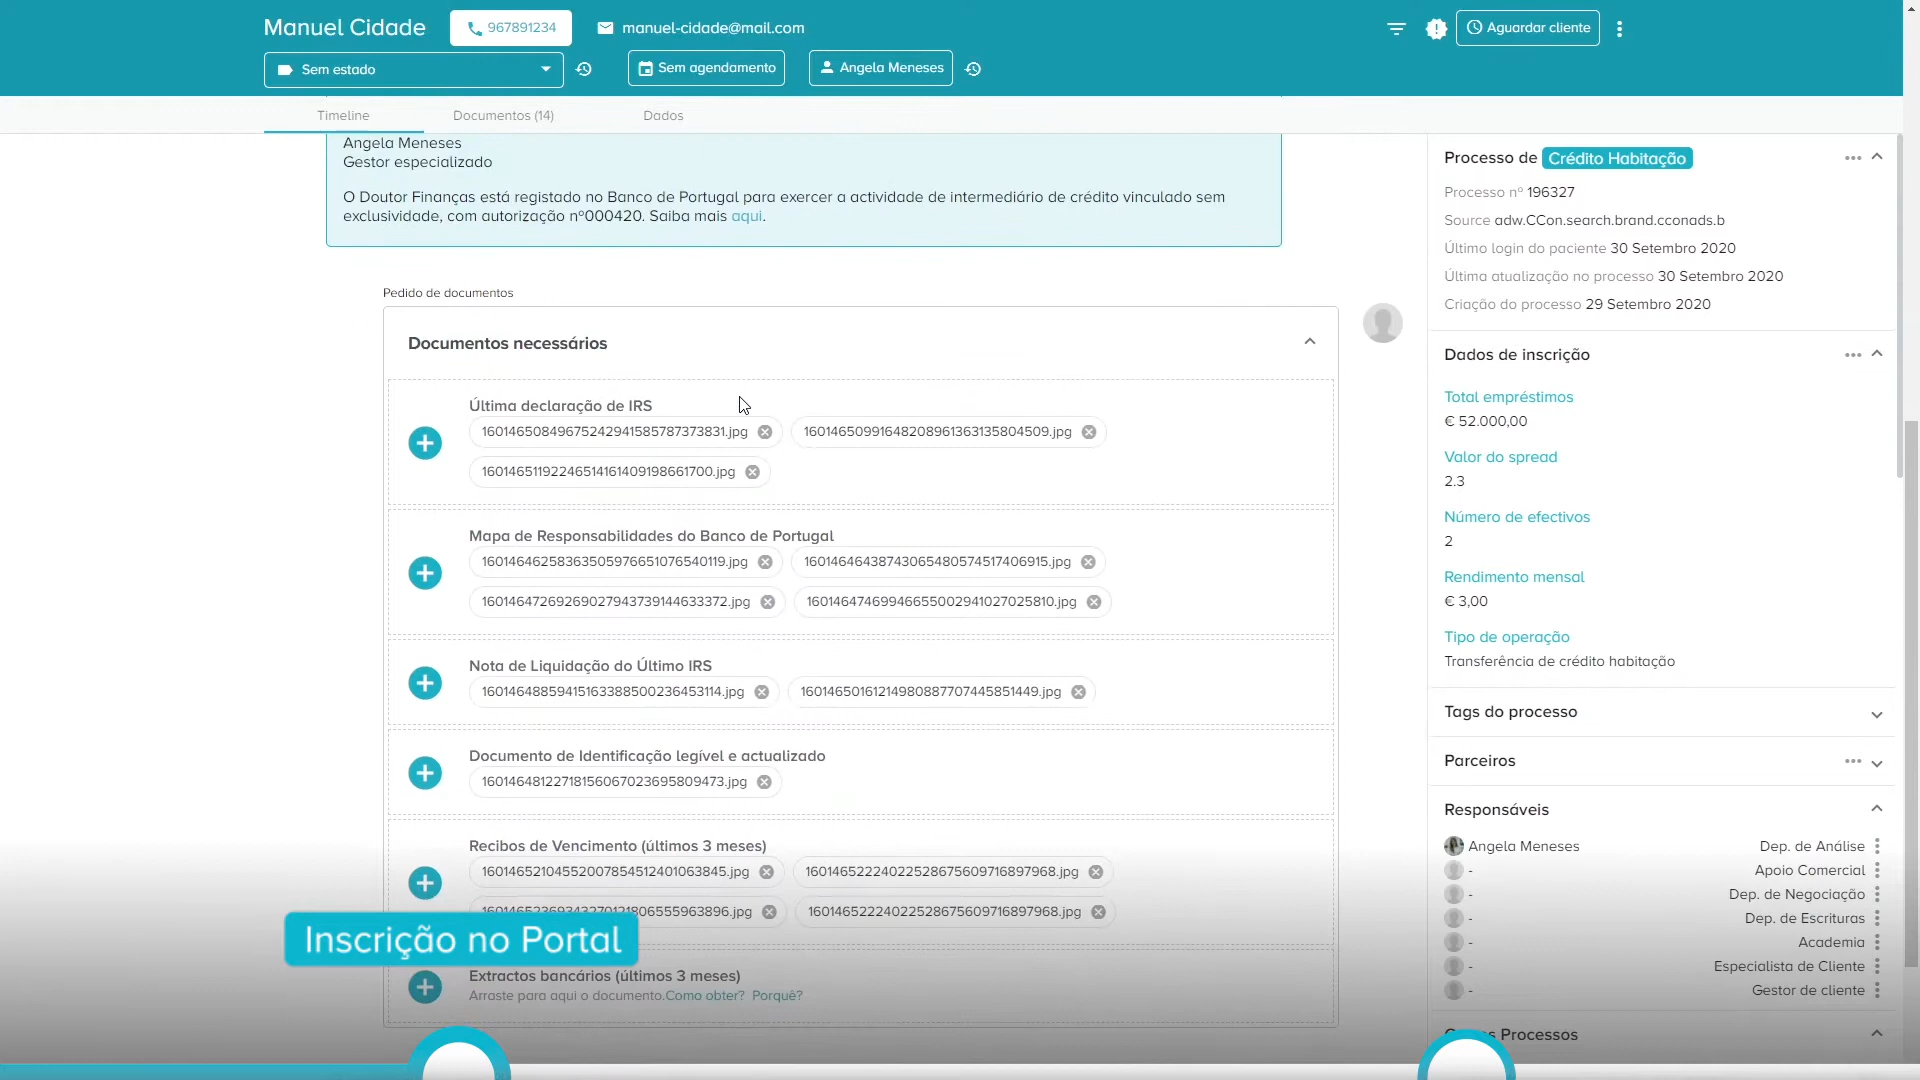 Manuel Cidade
967891234
manuel-cidade@mail.com
Aguardar cliente
Sem estado
Sem agendamento
Angela Meneses
Timeline
Documentos (14)
Dados
Angela Meneses
Gestor especializado
O Doutor Finanças está registado no Banco de Portugal para exercer a actividade de intermediário de crédito vinculado sem
exclusividade, com autorização nº000420. Saiba mais aqui.
Pedido de documentos
Documentos necessários
Última declaração de IRS
16014650849675242941585787373831.jpg
16014650991648208961363135804509.jpg
16014651192246514161409198661700.jpg
Mapa de Responsabilidades do Banco de Portugal
16014646258363505976651076540119.jpg
16014646438743065480574517406915.jpg
16014647269269027943739144633372.jpg
16014647469946655002941027025810.jpg
Nota de Liquidação do Último IRS
16014648859415163388500236453114.jpg
16014650161214980887707445851449.jpg
Documento de Identificação legível e actualizado
16014648122718156067023695809473.jpg
Recibos de Vencimento (últimos 3 meses)
16014652104552007854512401063845.jpg
16014652224022528675609716897968.jpg
806555963896.jpg
16014652224022528675609716897968.jpg
Inscrição no Portal
Extractos bancários (últimos 3 meses)
Arraste para aqui o documento.Como obter? Porquê?
Processo de Crédito Habitação
Processo nº 196327
Source adw.CCon.search.brand.cconads.b
Último login do paciente 30 Setembro 2020
Última atualização no processo 30 Setembro 2020
Criação do processo 29 Setembro 2020
Dados de inscrição
Total empréstimos
€ 52.000,00
Valor do spread
2.3
Número de efectivos
2
Rendimento mensal
€ 3,00
Tipo de operação
Transferência de crédito habitação
Tags do processo
Parceiros
Responsáveis
Angela Meneses Dep. de Análise
- Apoio Comercial
- Dep. de Negociação
- Dep. de Escrituras
- Academia
- Especialista de Cliente
- Gestor de cliente
Processos